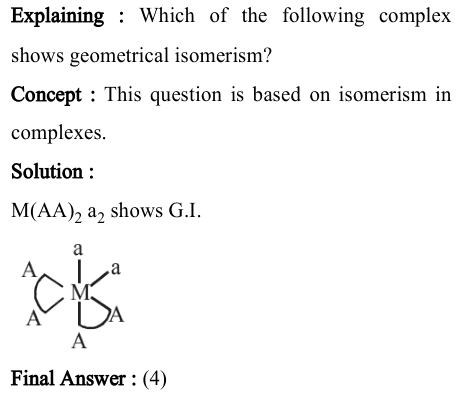 Explaining : Which of the following complex
shows geometrical isomerism?
Concept : This question is based on isomerism in
complexes.
Solution :
M(AA)₂ a₂ shows G.I.
a
A a
M
A A
A
Final Answer : (4)